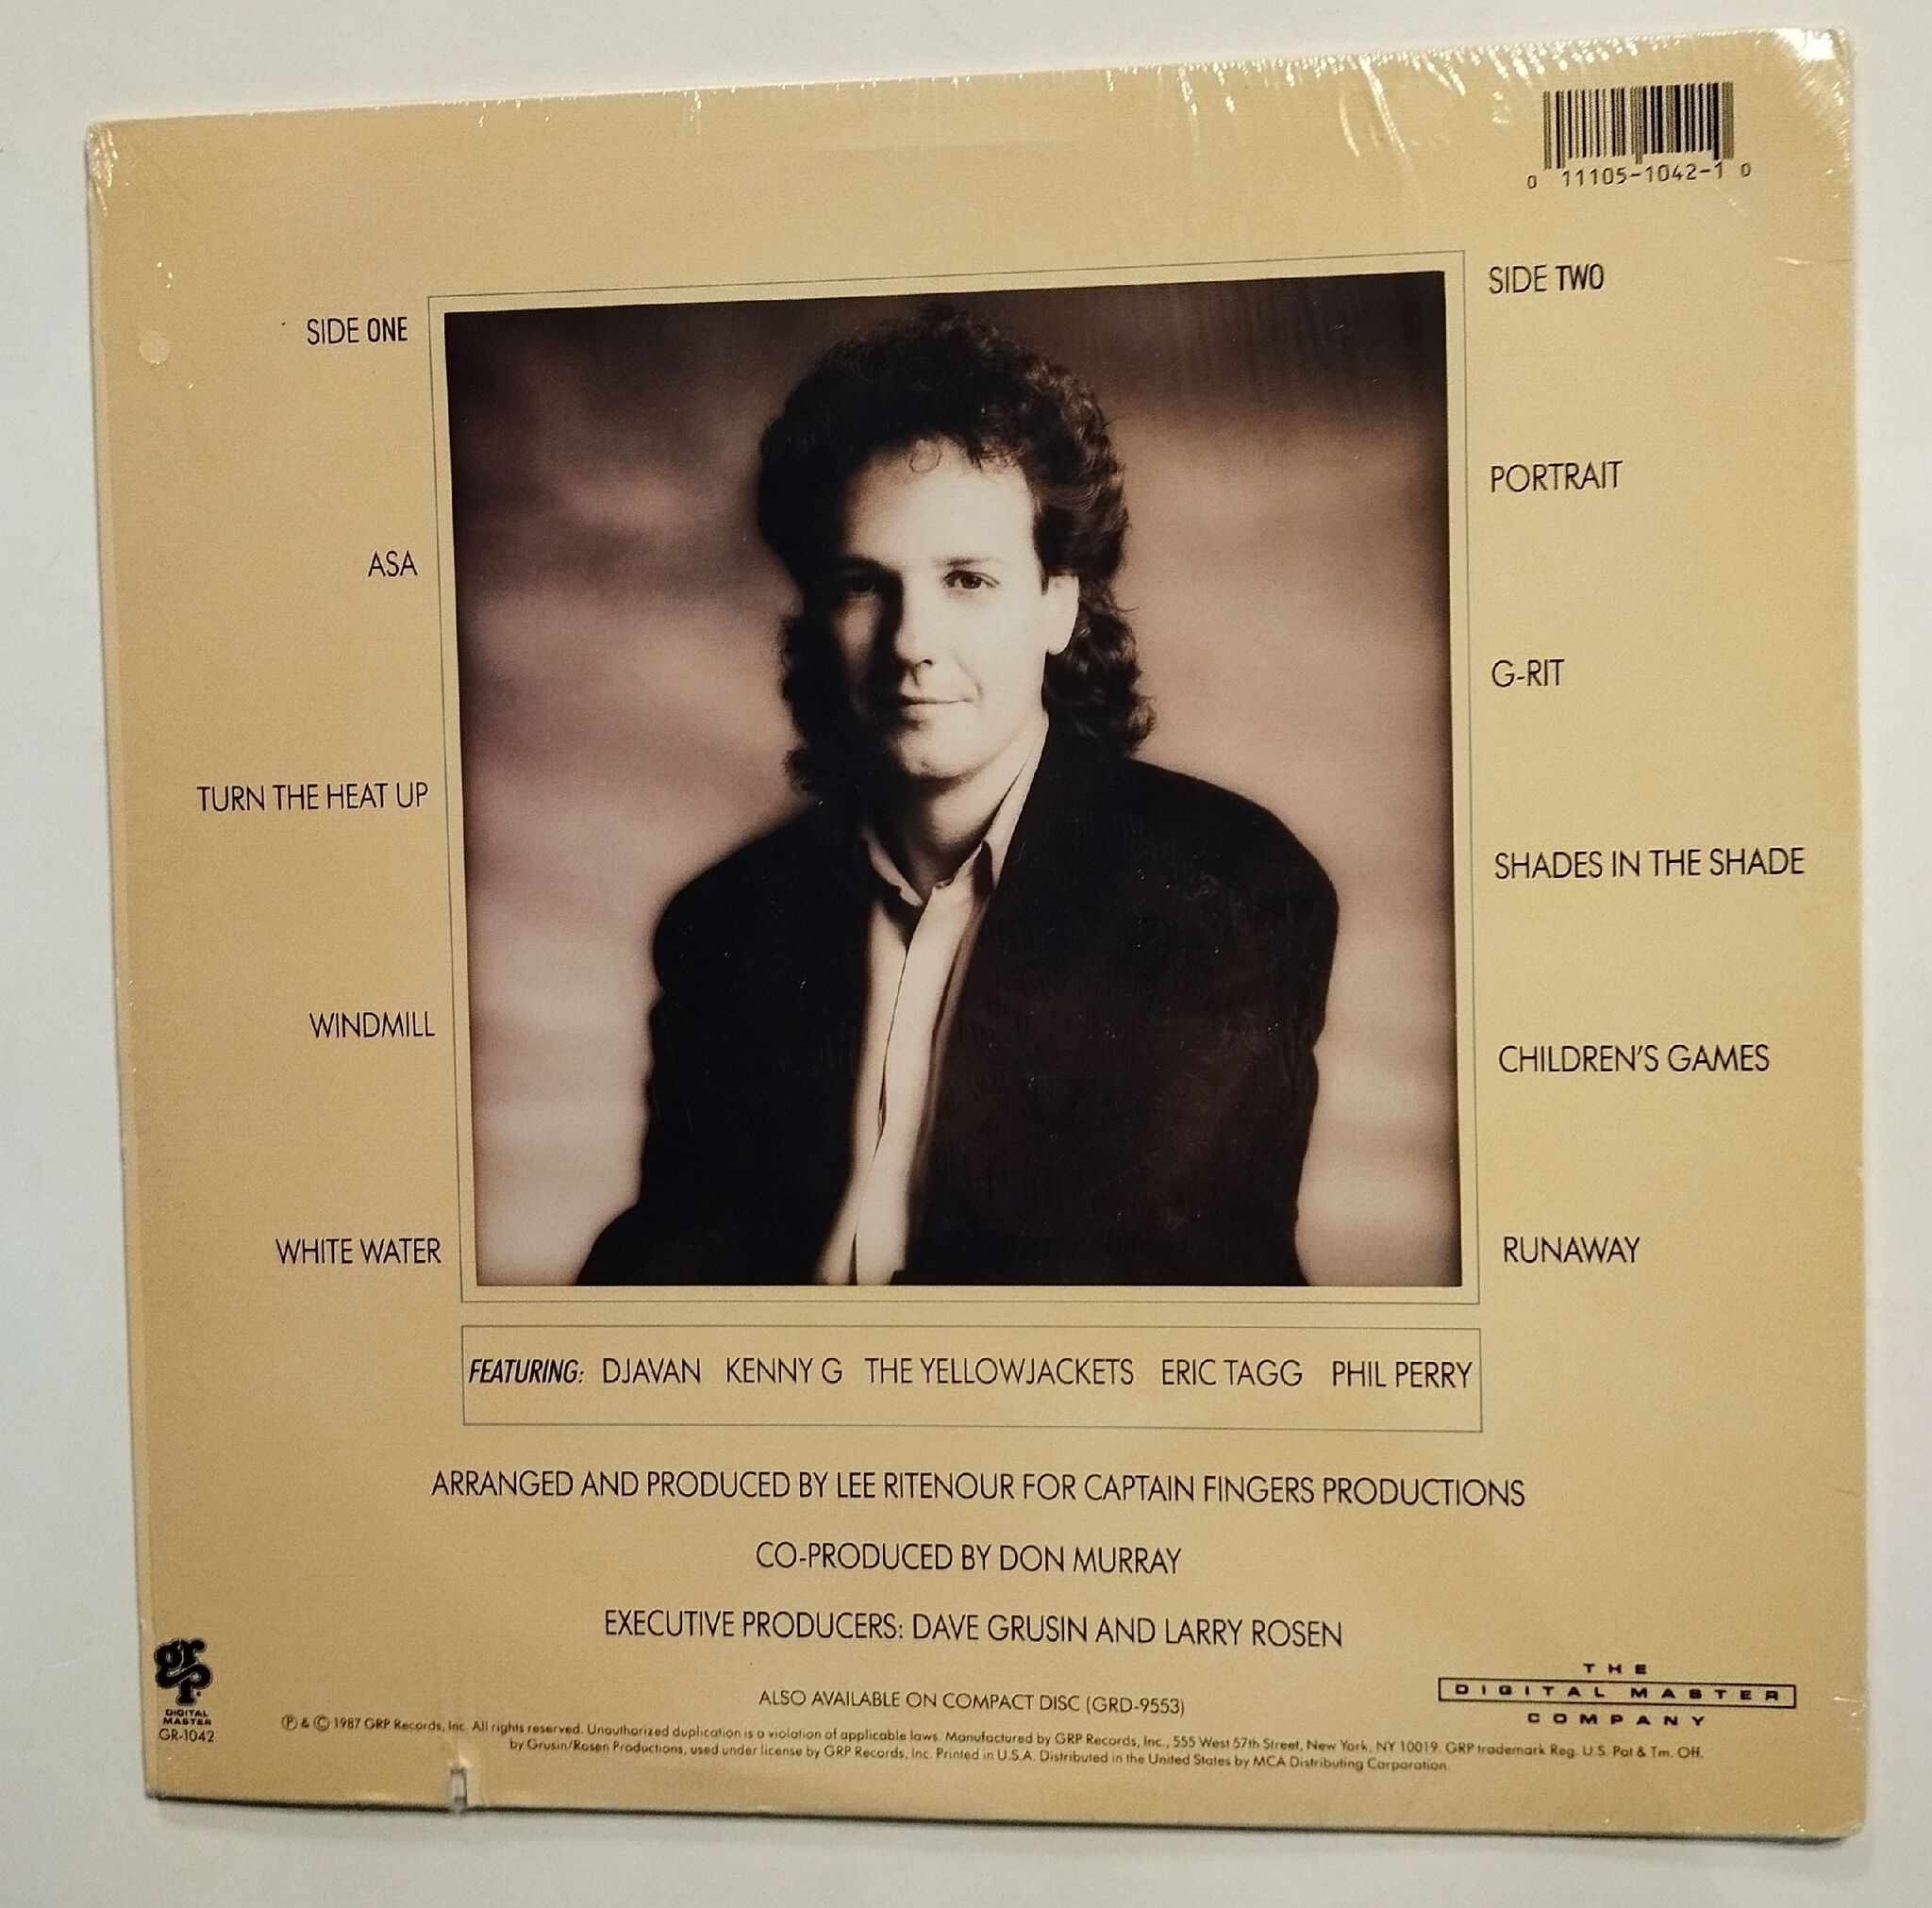 0 11105-1042-1 0
SIDE ONE
ASA
TURN THE HEAT UP
WINDMILL
WHITE WATER
SIDE TWO
PORTRAIT
G-RIT
SHADES IN THE SHADE
CHILDREN'S GAMES
RUNAWAY
FEATURING: DJAVAN KENNY G THE YELLOWJACKETS ERIC TAGG PHIL PERRY
ARRANGED AND PRODUCED BY LEE RITENOUR FOR CAPTAIN FINGERS PRODUCTIONS
CO-PRODUCED BY DON MURRAY
EXECUTIVE PRODUCERS: DAVE GRUSIN AND LARRY ROSEN
ALSO AVAILABLE ON COMPACT DISC (GRD-9553)
grp
DIGITAL
MASTER
GR-1042
THE
DIGITAL MASTER
COMPANY
Ⓟ & © 1987 GRP Records, Inc. All rights reserved. Unauthorized duplication is a violation of applicable laws. Manufactured by GRP Records, Inc., 555 West 57th Street, New York, NY 10019. GRP trademark Reg. U.S. Pat & Tm. Off.
by Grusin/Rosen Productions, used under license by GRP Records, Inc. Printed in U.S.A. Distributed in the United States by MCA Distributing Corporation.